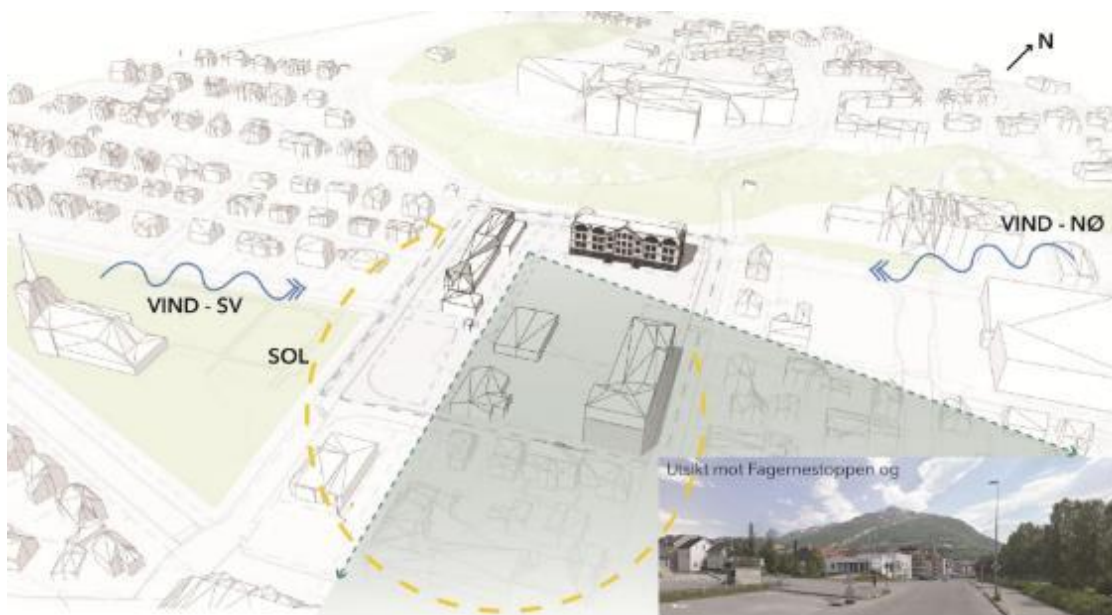 N
VIND - NØ
VIND - SV
SOL
Utsikt mot Fagernestoppen og